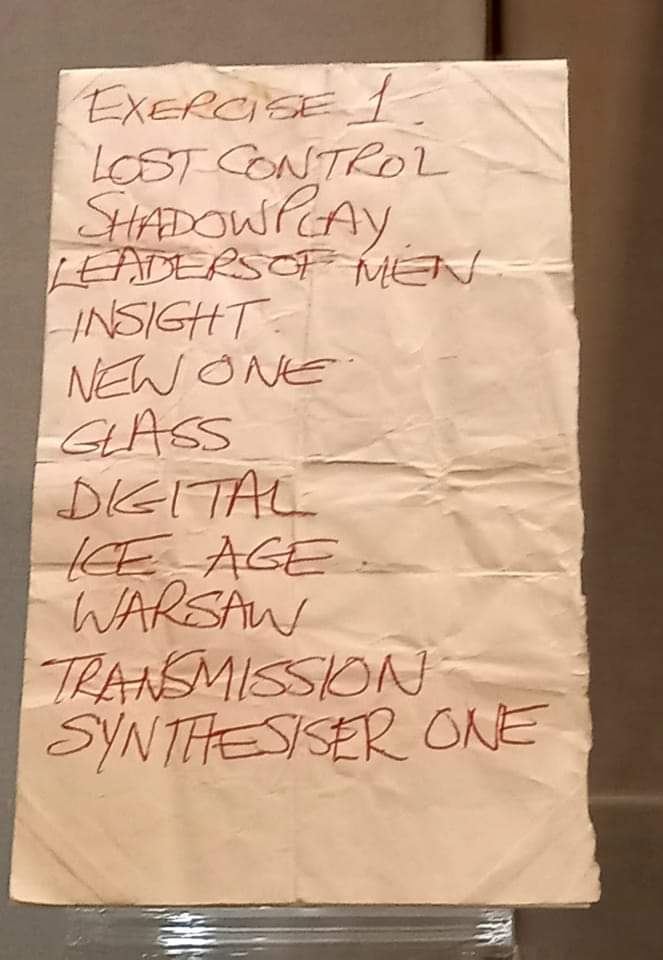 EXERCISE 1.
LOST CONTROL
SHADOWPLAY
LEADERS OF MEN
INSIGHT.
NEW ONE
GLASS
DIGITAL
ICE AGE
WARSAW
TRANSMISSION
SYNTHESISER ONE